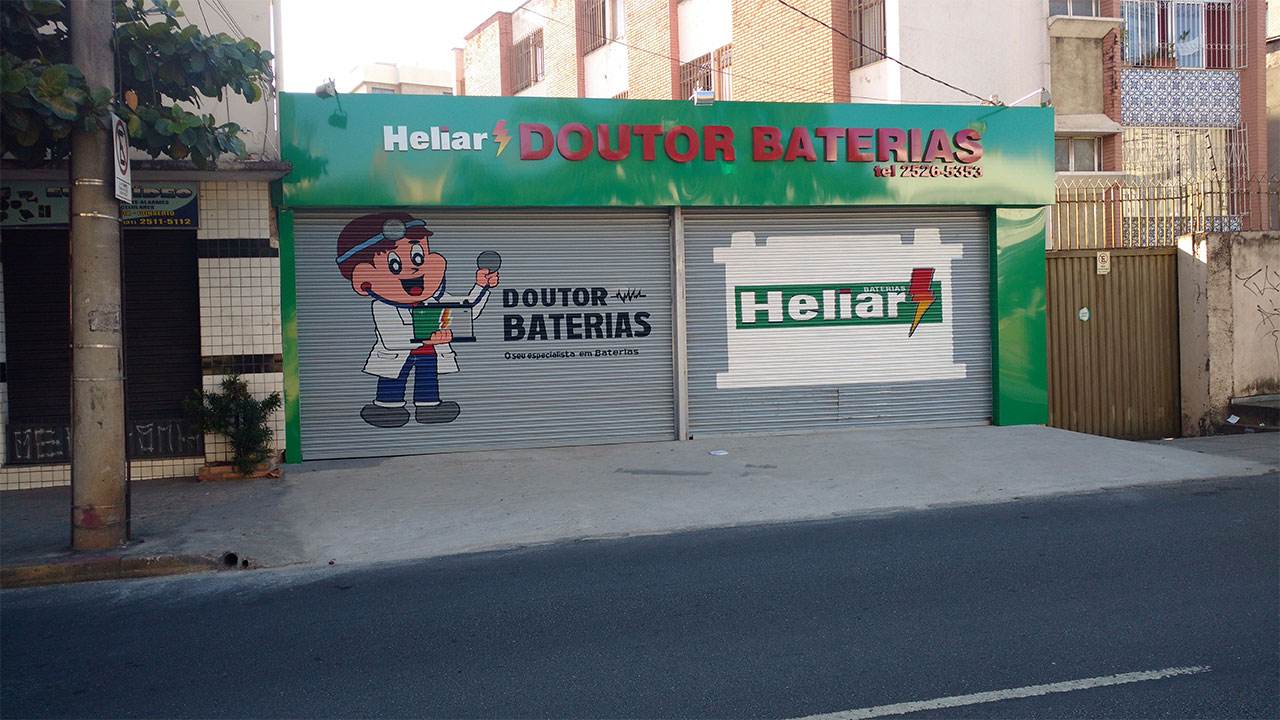 Heliar DOUTOR BATERIAS
tel 2526-5353
2511-5112
DOUTOR
BATERIAS
O seu especialista em Baterias
BATERIAS
Heliar